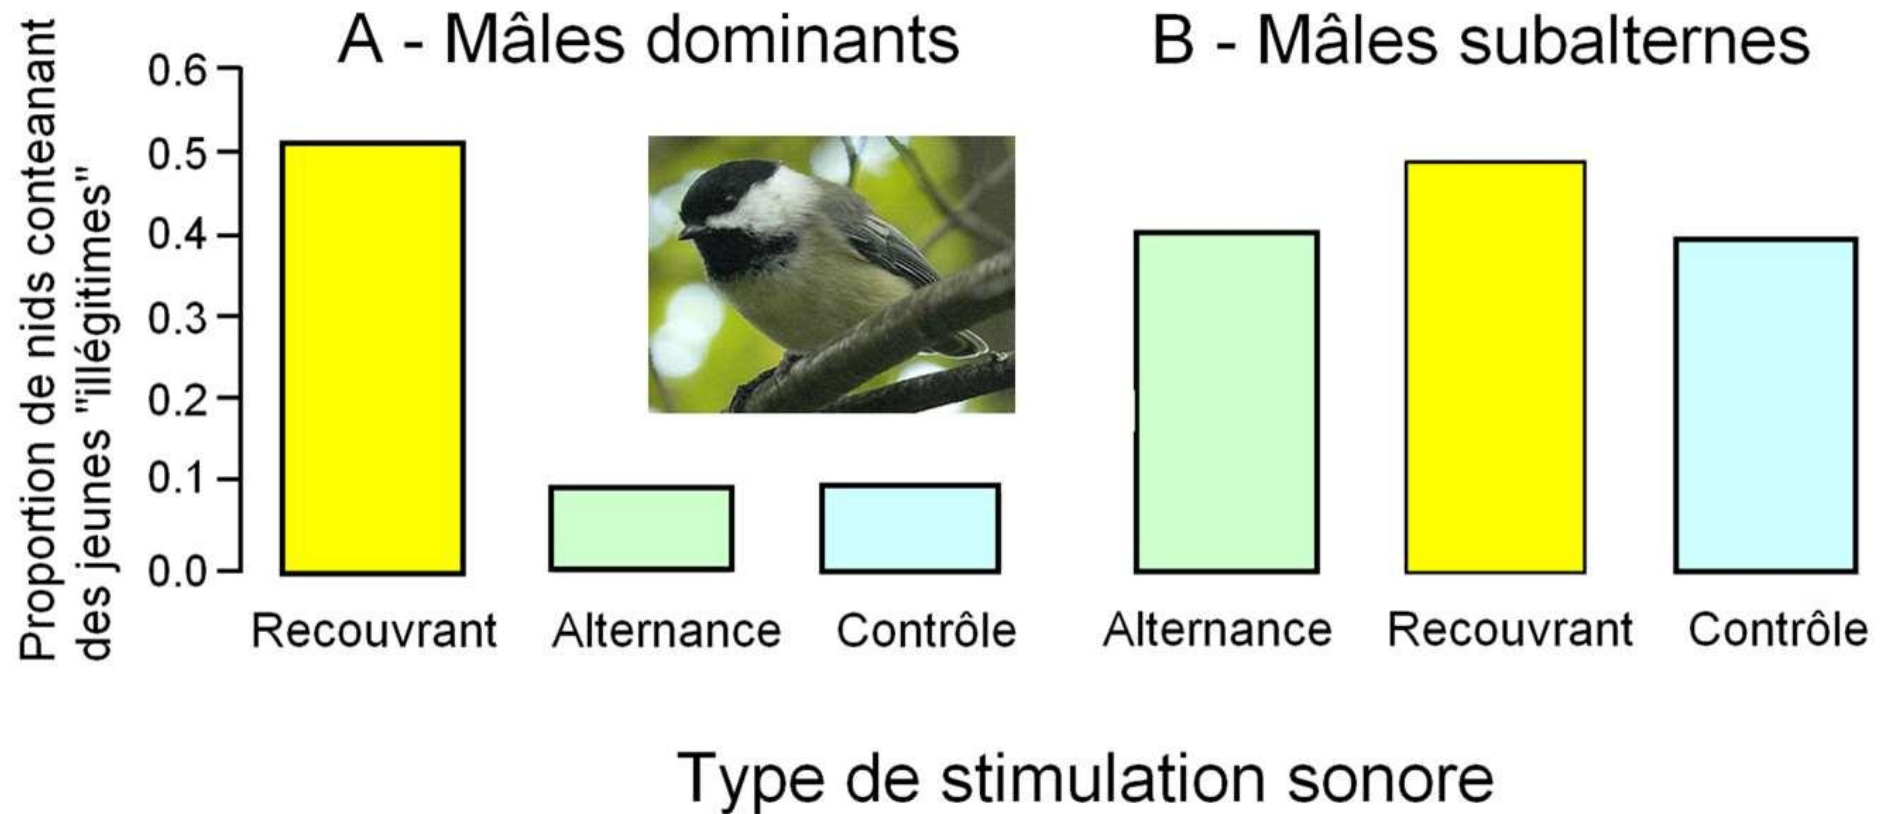 A - Mâles dominants
B - Mâles subalternes
Proportion de nids conteanant
des jeunes "illégitimes"
0.6
0.5
0.4
0.3
0.2
0.1
0.0
Recouvrant Alternance Contrôle Alternance Recouvrant Contrôle
Type de stimulation sonore